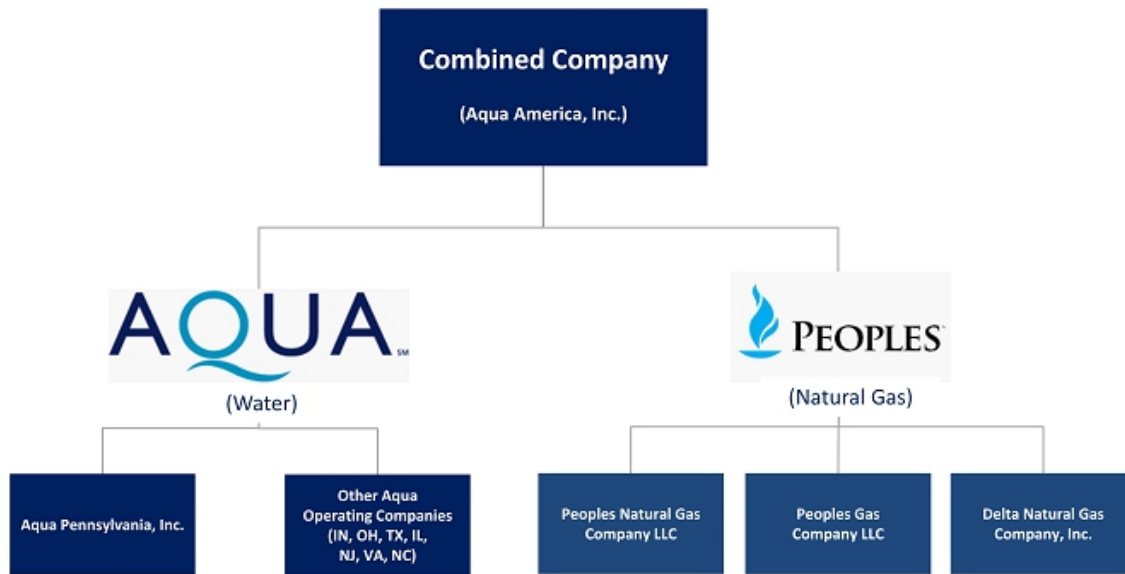 Combined Company
(Aqua America, Inc.)
AQUA SM
PEOPLES
(Water)
(Natural Gas)
Aqua Pennsylvania, Inc.
Other Aqua
Operating Companies
(IN, OH, TX, IL,
NJ, VA, NC)
Peoples Natural Gas
Company LLC
Peoples Gas
Company LLC
Delta Natural Gas
Company, Inc.